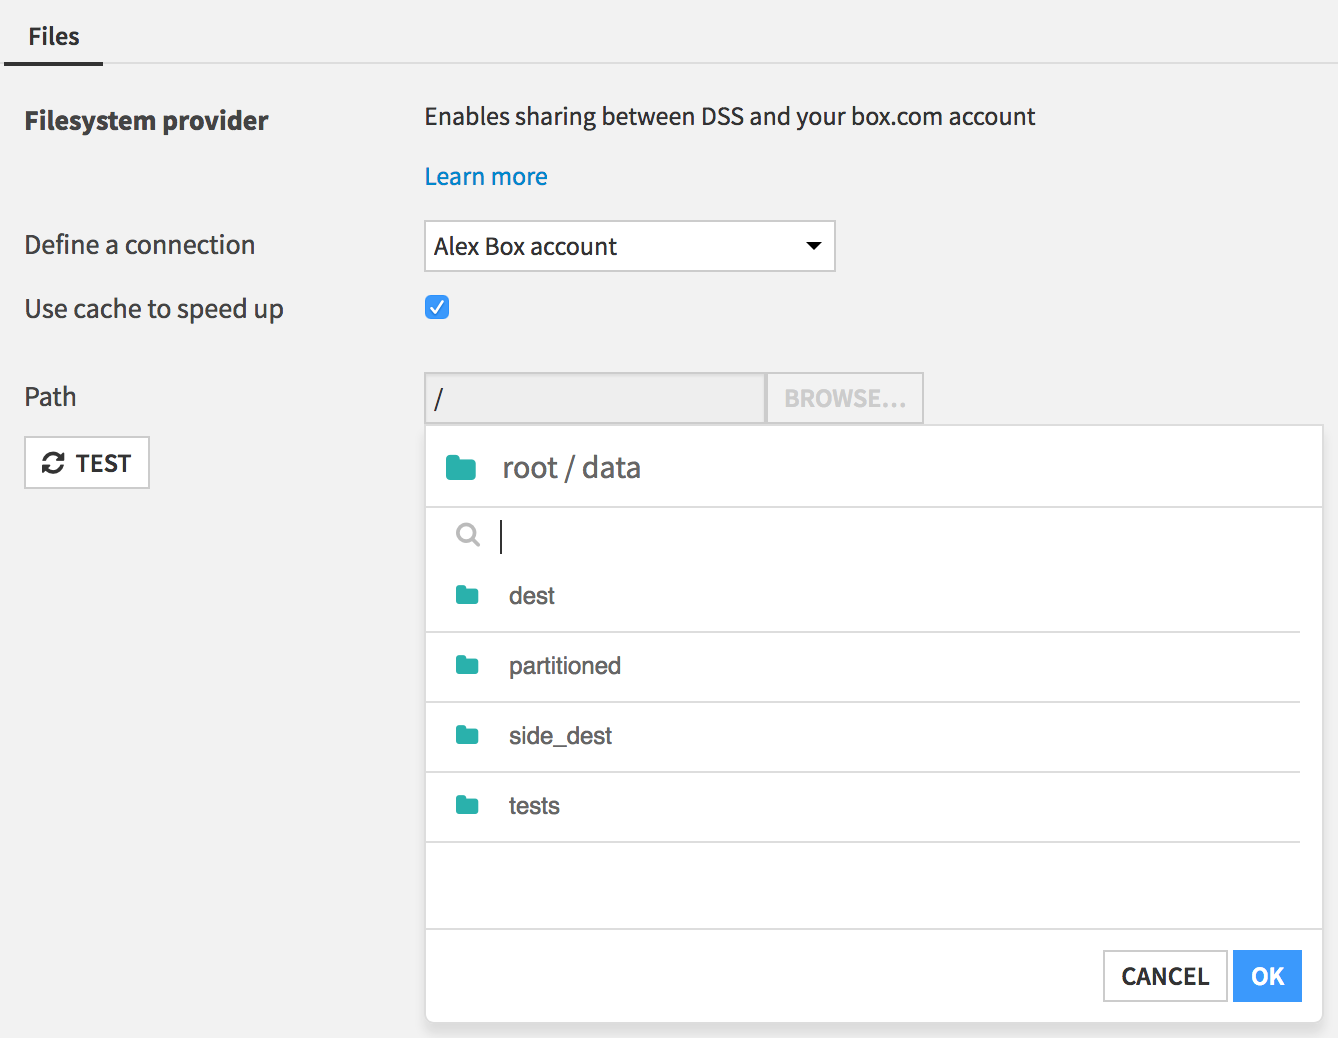 Files
Filesystem provider
Enables sharing between DSS and your box.com account
Learn more
Define a connection
Alex Box account
Use cache to speed up
Path
/
BROWSE...
TEST
root / data
dest
partitioned
side_dest
tests
CANCEL
OK